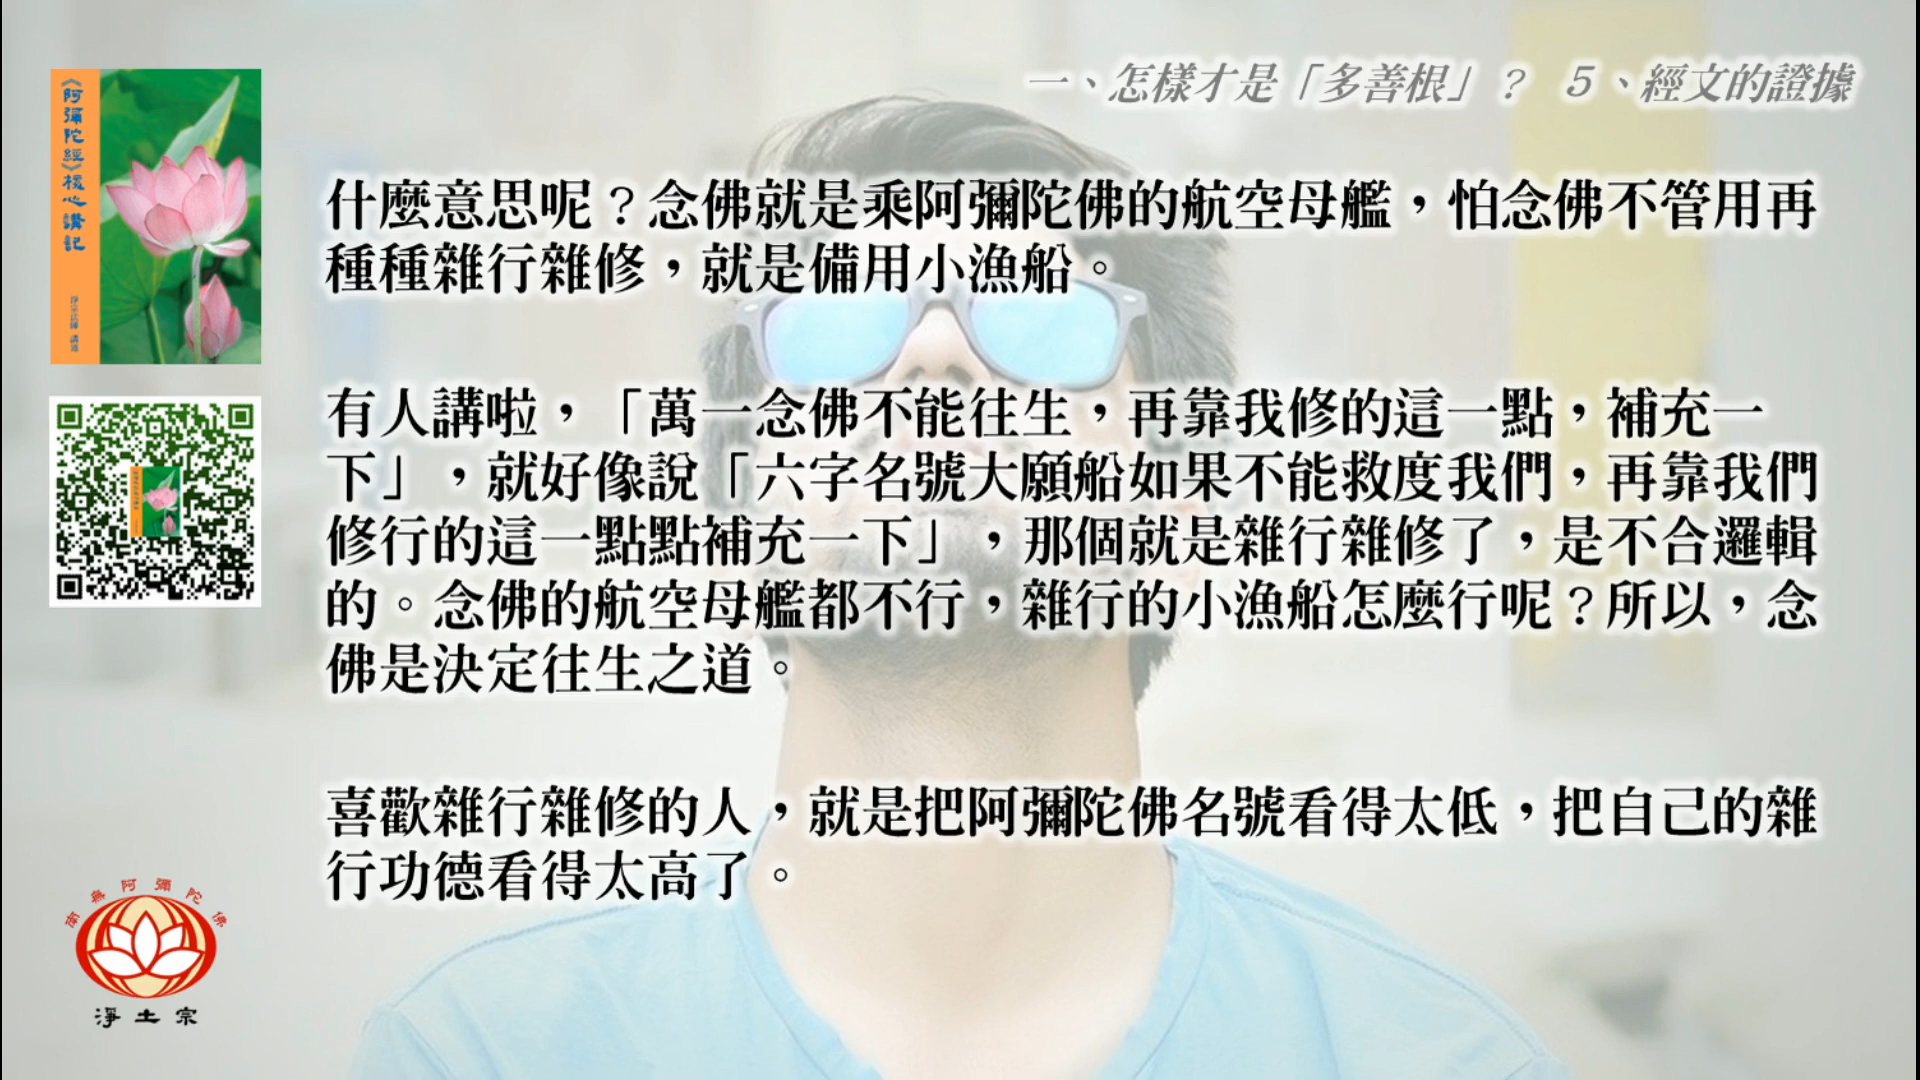 一、怎樣才是「多善根」? 5、經文的證據
《阿彌陀經》核心講記
淨宗法師 講述
什麼意思呢?念佛就是乘阿彌陀佛的航空母艦,怕念佛不管用再
種種雜行雜修,就是備用小漁船。
有人講啦,「萬一念佛不能往生,再靠我修的這一點,補充一
下」,就好像說「六字名號大願船如果不能救度我們,再靠我們
修行的這一點點補充一下」,那個就是雜行雜修了,是不合邏輯
的。念佛的航空母艦都不行,雜行的小漁船怎麼行呢?所以,念
佛是決定往生之道。
喜歡雜行雜修的人,就是把阿彌陀佛名號看得太低,把自己的雜
行功德看得太高了。
南無阿彌陀佛
淨土宗